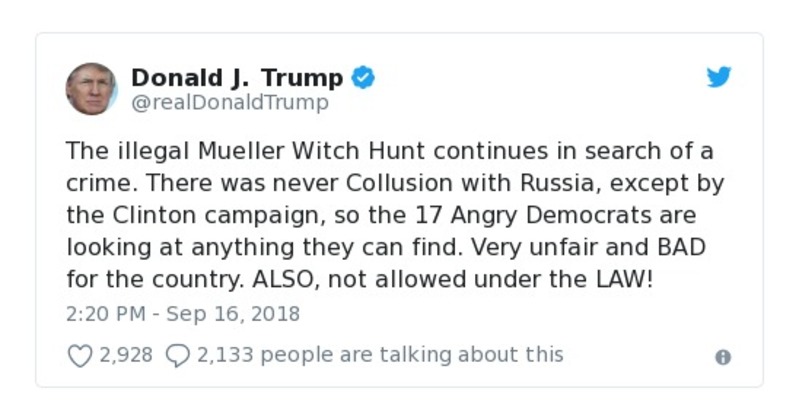 Donald J. Trump
@realDonaldTrump
The illegal Mueller Witch Hunt continues in search of a
crime. There was never Collusion with Russia, except by
the Clinton campaign, so the 17 Angry Democrats are
looking at anything they can find. Very unfair and BAD
for the country. ALSO, not allowed under the LAW!
2:20 PM - Sep 16, 2018
2,928 2,133 people are talking about this